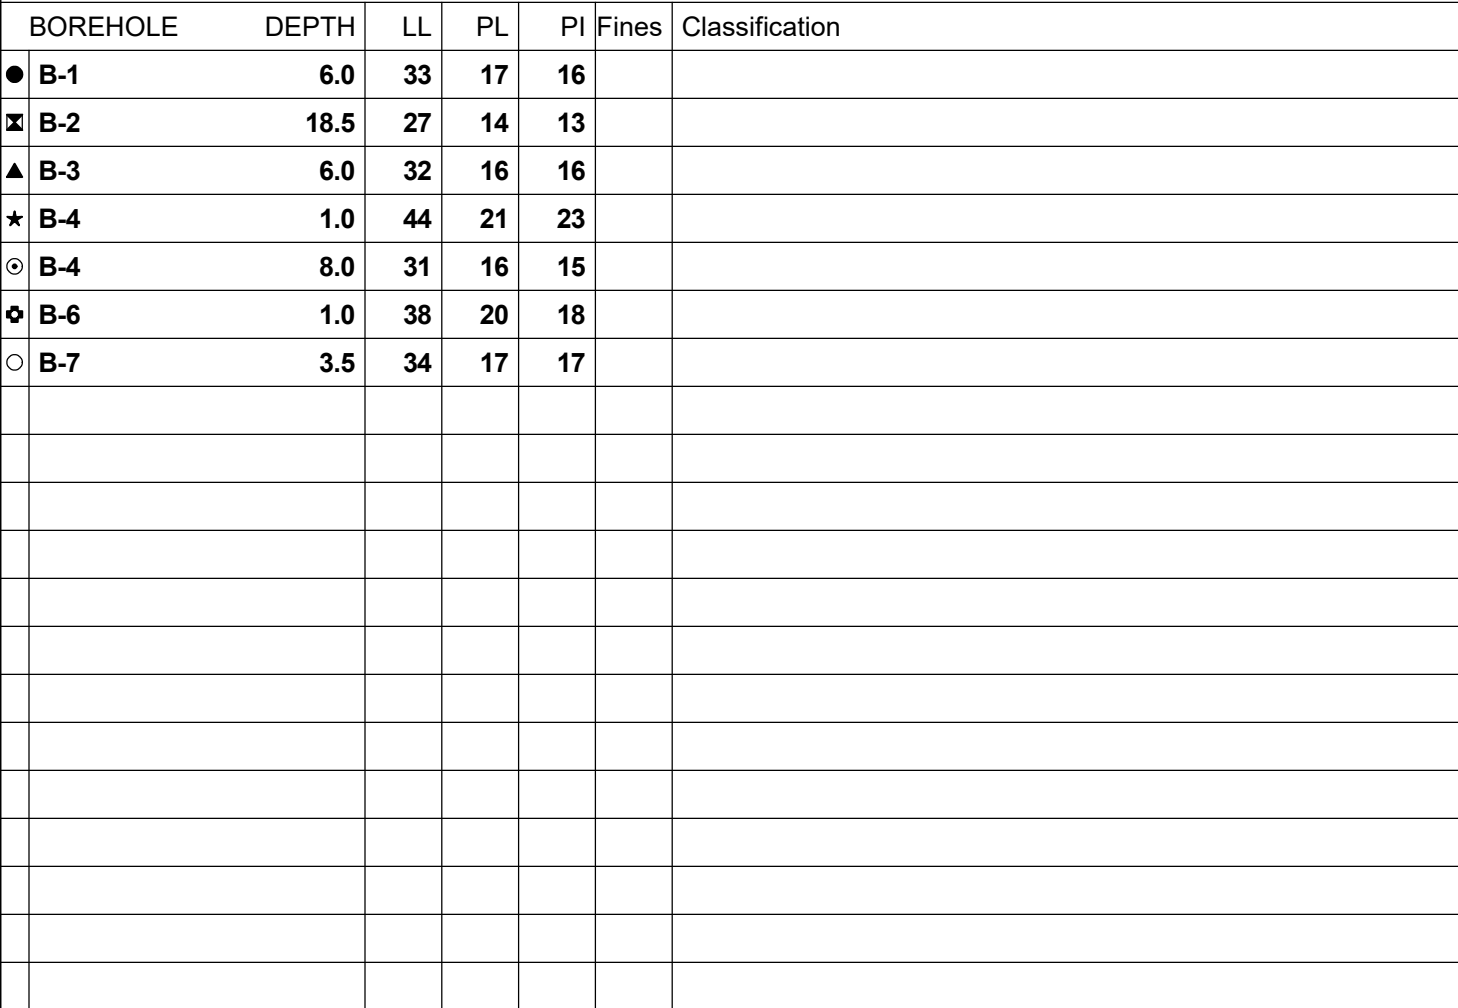 BOREHOLE DEPTH LL PL PI Fines Classification
● B-1 6.0 33 17 16
B-2 18.5 27 14 13
▲ B-3 6.0 32 16 16
★ B-4 1.0 44 21 23
B-4 8.0 31 16 15
B-6 1.0 38 20 18
B-7 3.5 34 17 17